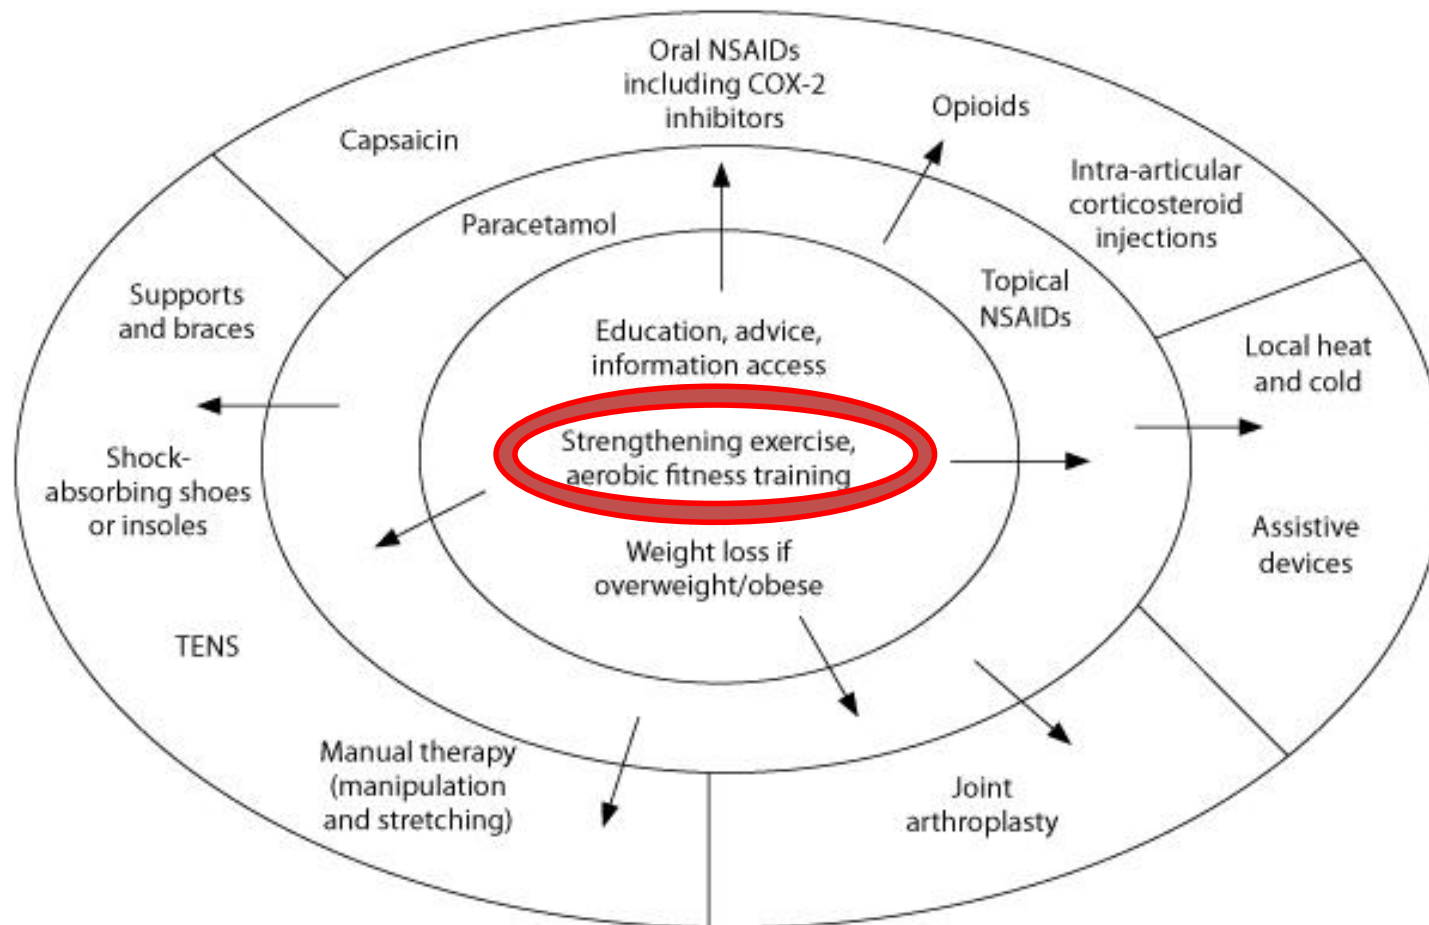 Oral NSAIDs
including COX-2
inhibitors
Opioids
Capsaicin
Intra-articular
corticosteroid
injections
Paracetamol
Topical
NSAIDs
Supports
and braces
Education, advice,
information access
Local heat
and cold
Strengthening exercise,
aerobic fitness training
Shock-
absorbing shoes
or insoles
Weight loss if
overweight/obese
Assistive
devices
TENS
Manual therapy
(manipulation
and stretching)
Joint
arthroplasty